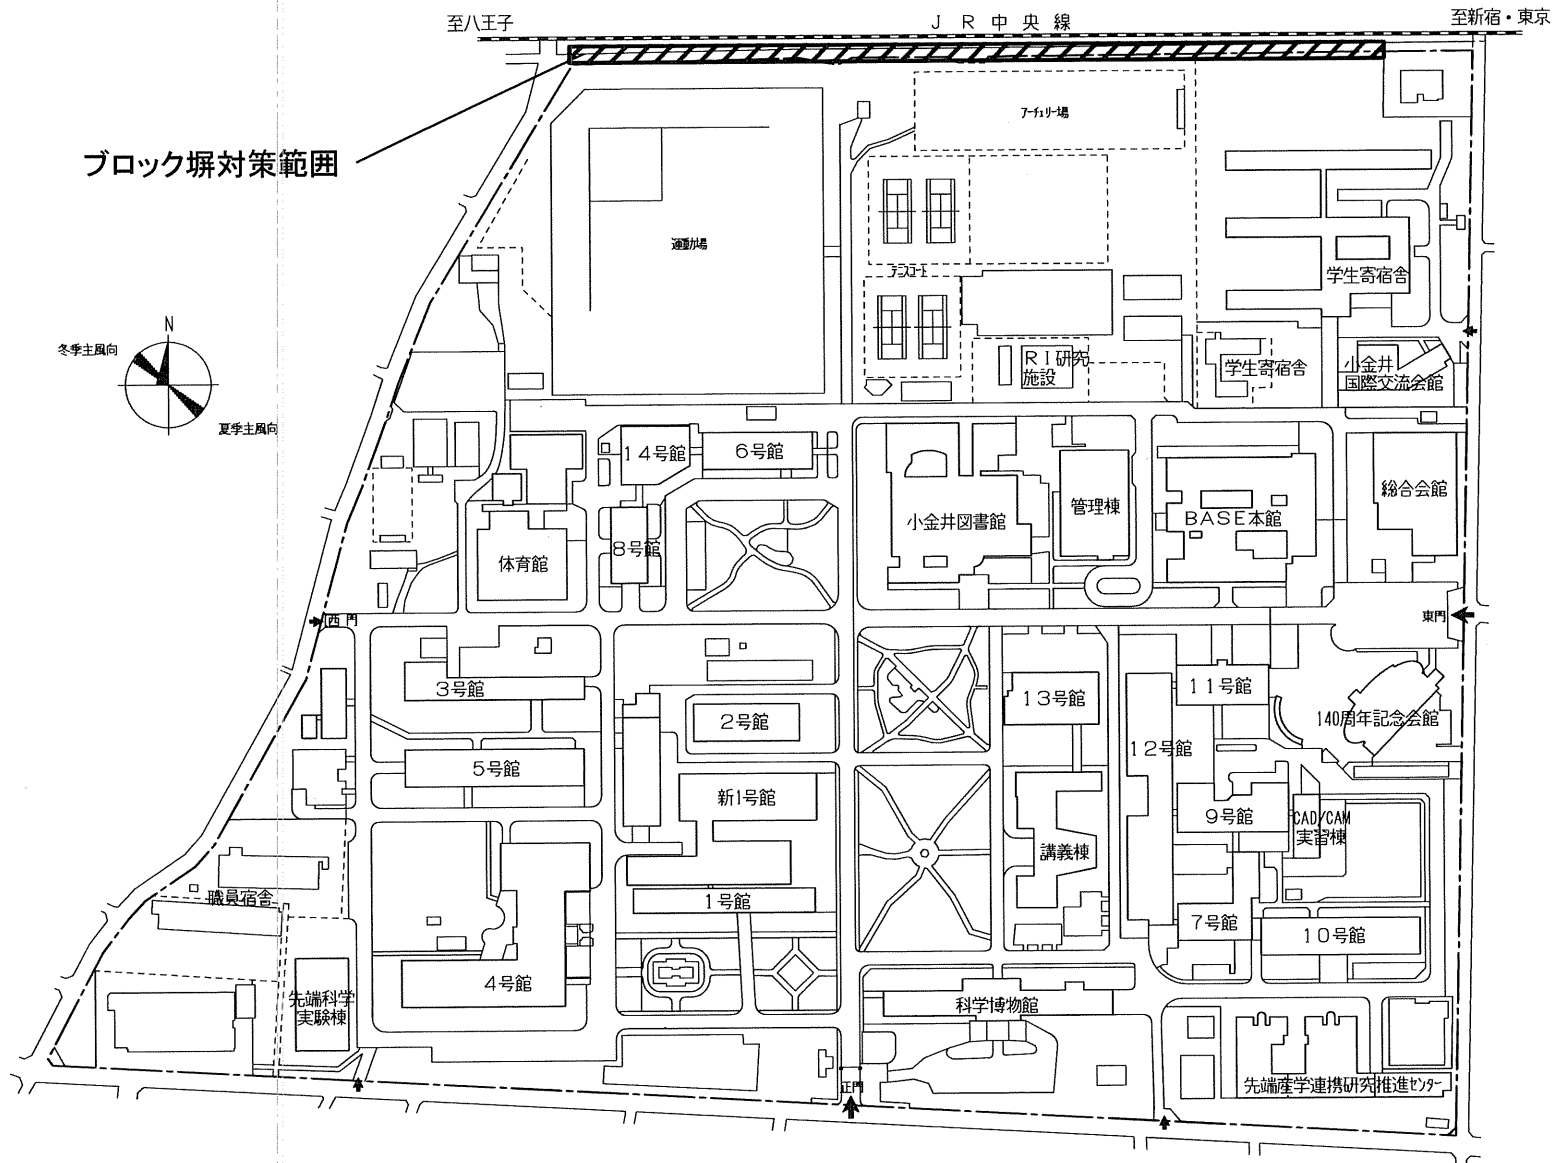 至八王子
ＪＲ中央線
至新宿・東京
ブロック塀対策範囲
アーチェリー場
運動場
テニスコート
学生寄宿舎
N
冬季主風向
夏季主風向
ＲＩ研究
施設
学生寄宿舎
小金井
国際交流会館
１４号館
６号館
小金井図書館
管理棟
ＢＡＳＥ本館
総合会館
体育館
８号館
西門
東門
３号館
２号館
１３号館
１１号館
140周年記念会館
１２号館
５号館
新１号館
９号館
CAD/CAM
実習棟
講義棟
職員宿舎
１号館
７号館
１０号館
４号館
先端科学
実験棟
科学博物館
正門
先端産学連携研究推進センター